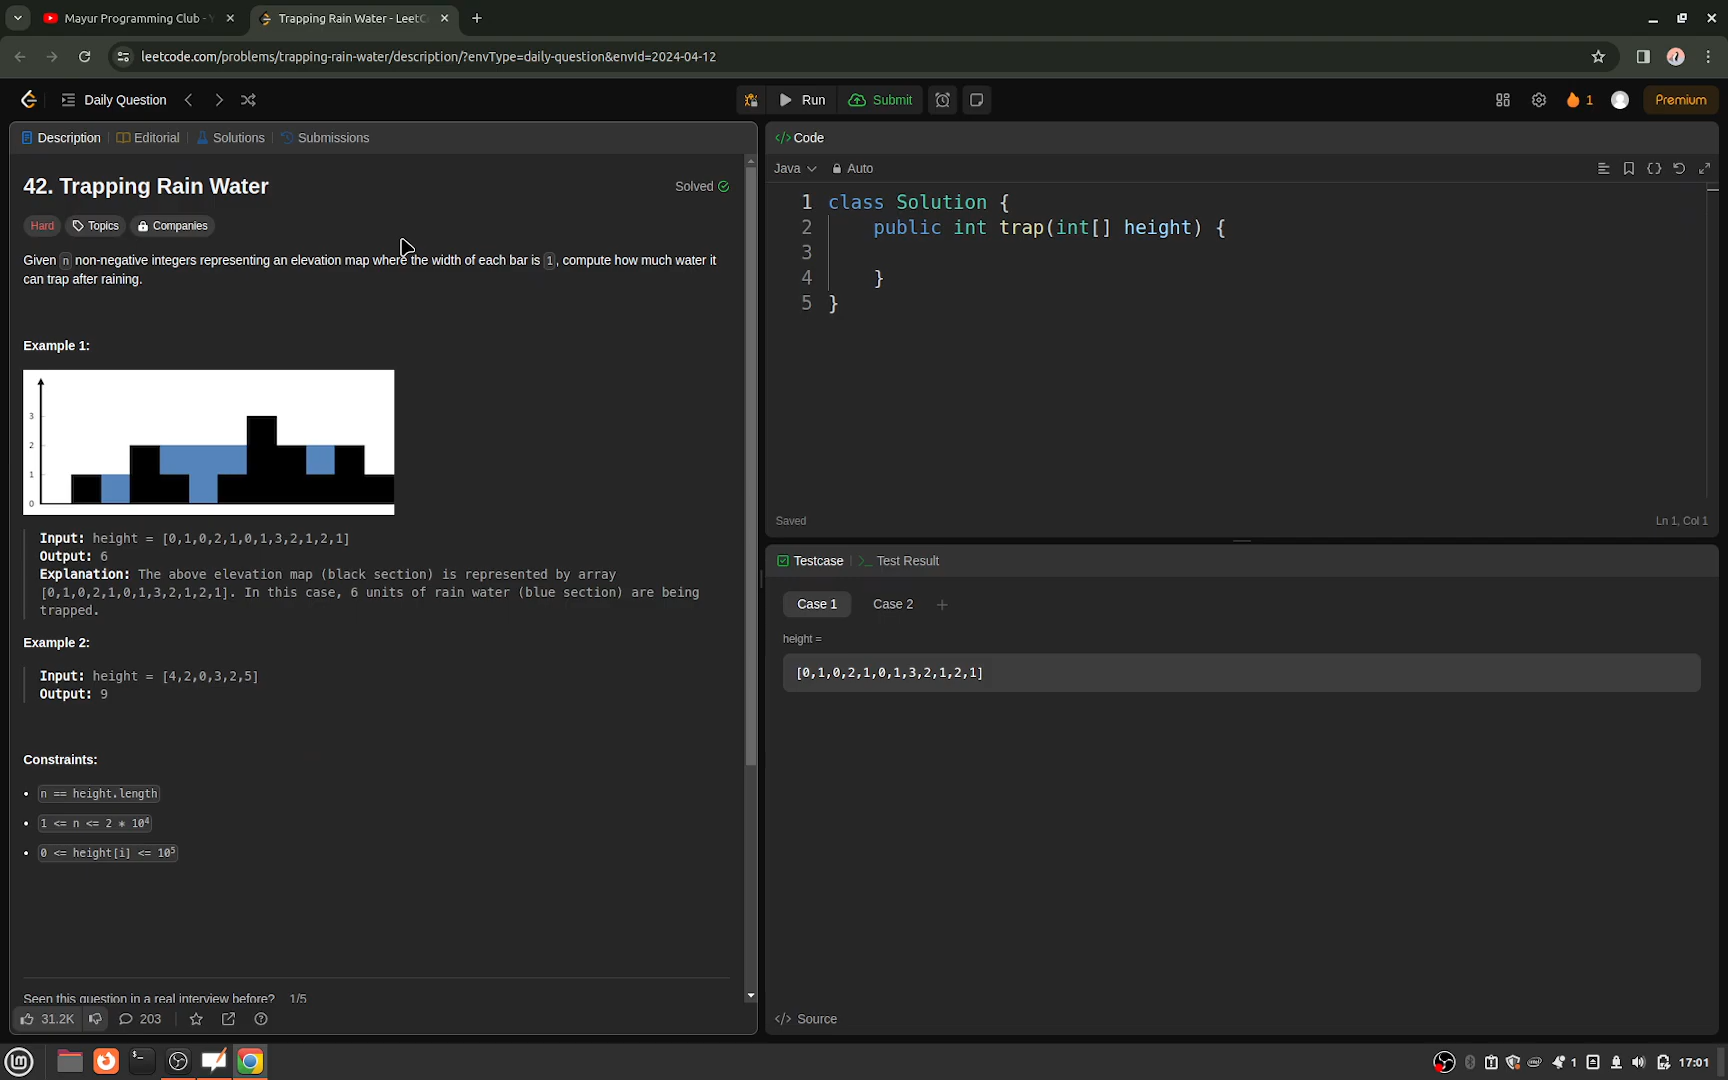 Mayur Programming Club - Y
Trapping Rain Water - LeetC
leetcode.com/problems/trapping-rain-water/description/?envType=daily-question&envId=2024-04-12
Daily Question
Run
Submit
1
Premium
Description
Editorial
Solutions
Submissions
42. Trapping Rain Water
Solved
Hard
Topics
Companies
Given n non-negative integers representing an elevation map where the width of each bar is 1, compute how much water it
can trap after raining.
Example 1:
3
2
1
0
Input: height = [0,1,0,2,1,0,1,3,2,1,2,1]
Output: 6
Explanation: The above elevation map (black section) is represented by array
[0,1,0,2,1,0,1,3,2,1,2,1]. In this case, 6 units of rain water (blue section) are being
trapped.
Example 2:
Input: height = [4,2,0,3,2,5]
Output: 9
Constraints:
• n == height.length
• 1 <= n <= 2 * 10⁴
• 0 <= height[i] <= 10⁵
Seen this question in a real interview before? 1/5
31.2K
203
</> Code
Java
Auto
1 class Solution {
2 public int trap(int[] height) {
3
4 }
5 }
Saved
Ln 1, Col 1
Testcase
>_ Test Result
Case 1
Case 2
+
height =
[0,1,0,2,1,0,1,3,2,1,2,1]
</> Source
1
17:01